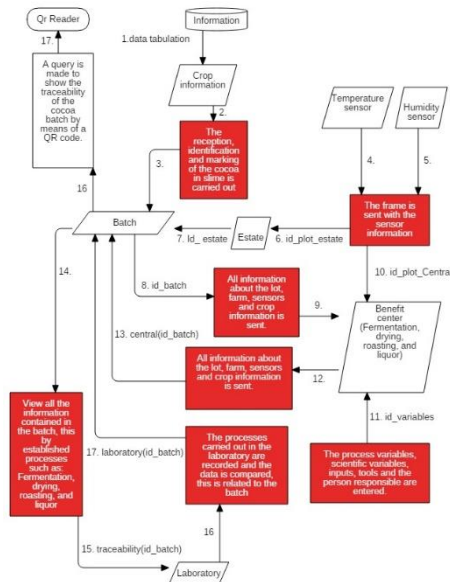 Qr Reader
Information
17.
1.data tabulation
A query is
made to
show the
traceability
of the
cocoa
batch by
means of a
QR code.
Crop
information
2.
Temperature
sensor
Humidity
sensor
The
reception,
identification
and marking
of the cocoa
in slime is
carried out
3.
4.
5.
16
The frame is
sent with the
sensor
information
Batch
7. Id_ estate
Estate
6. id_plot_estate
14.
8. id_batch
10. id_plot_Central
All information
about the lot,
farm, sensors
and crop
information is
sent.
9.
Benefit
center
(Fermentation,
drying,
roasting, and
liquor)
13. central(id_batch)
All information
about the lot,
farm, sensors
and crop
information is
sent.
12.
11. id_variables
View all the
information
contained in
the batch, this
by
established
processes
such as:
Fermentation,
drying,
roasting, and
liquor
17. laboratory(id_batch)
The processes
carried out in the
laboratory are
recorded and the
data is compared,
this is related to the
batch
The process variables,
scientific variables,
inputs, tools and the
person responsible are
entered.
15. traceability(id_batch)
16
Laboratory